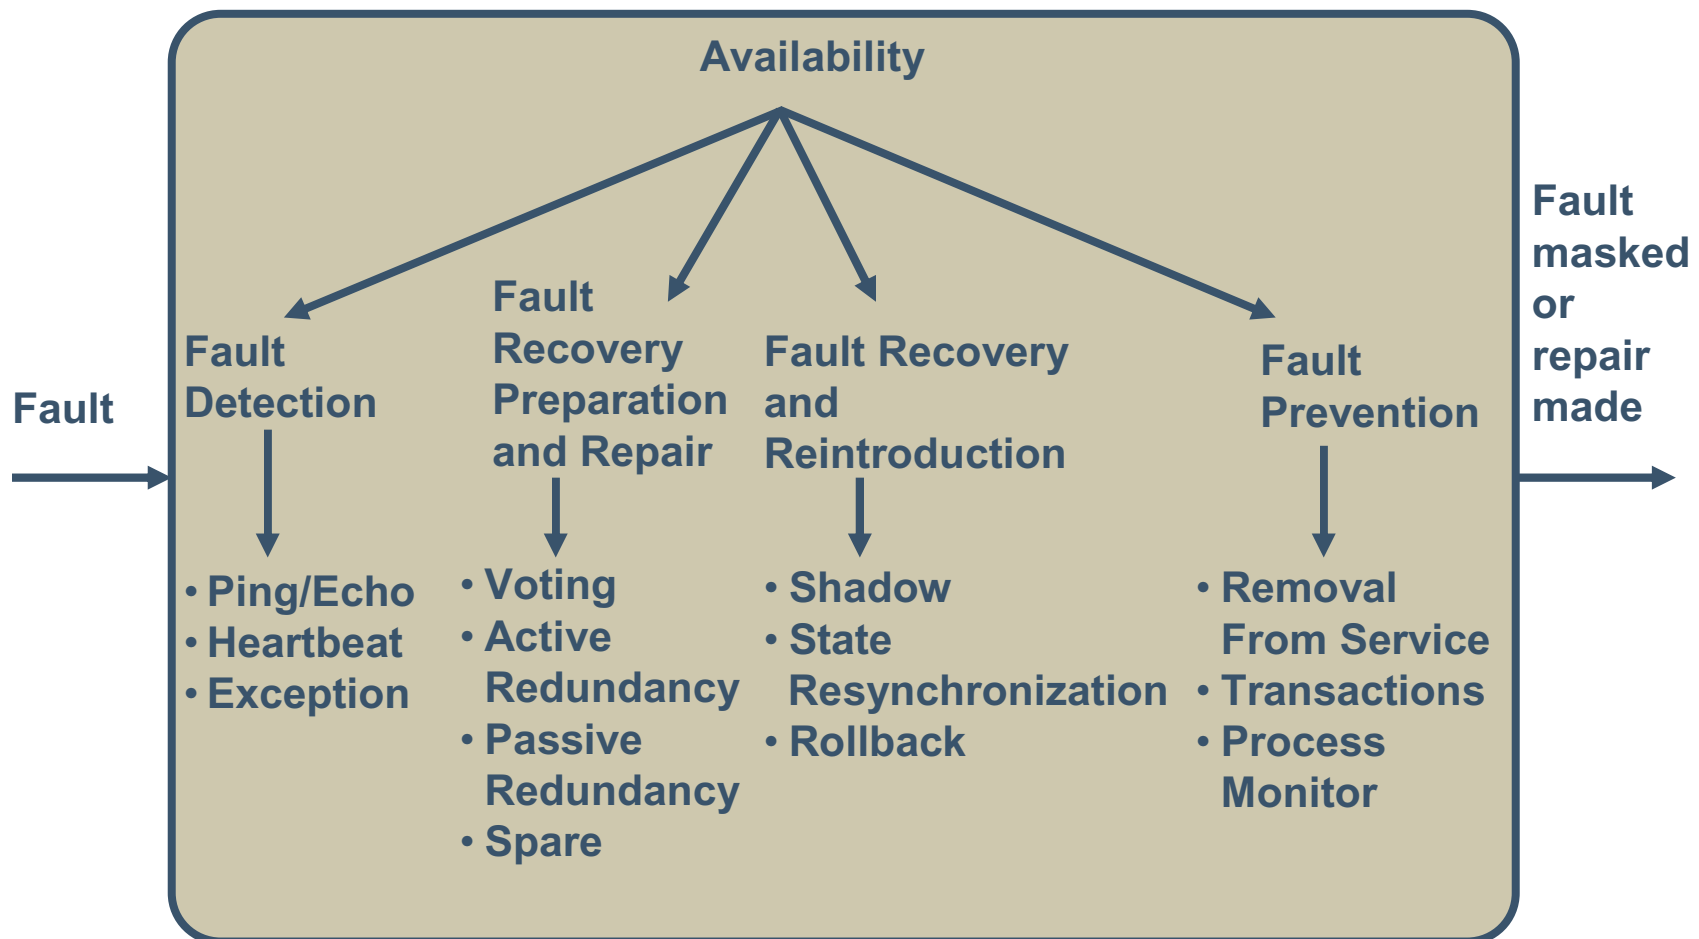 Availability
Fault
Fault
Detection
Fault
Recovery
Preparation
and Repair
Fault Recovery
and
Reintroduction
Fault
Prevention
Fault
masked
or
repair
made
• Ping/Echo
• Heartbeat
• Exception
• Voting
• Active
Redundancy
• Passive
Redundancy
• Spare
• Shadow
• State
Resynchronization
• Rollback
• Removal
From Service
• Transactions
• Process
Monitor